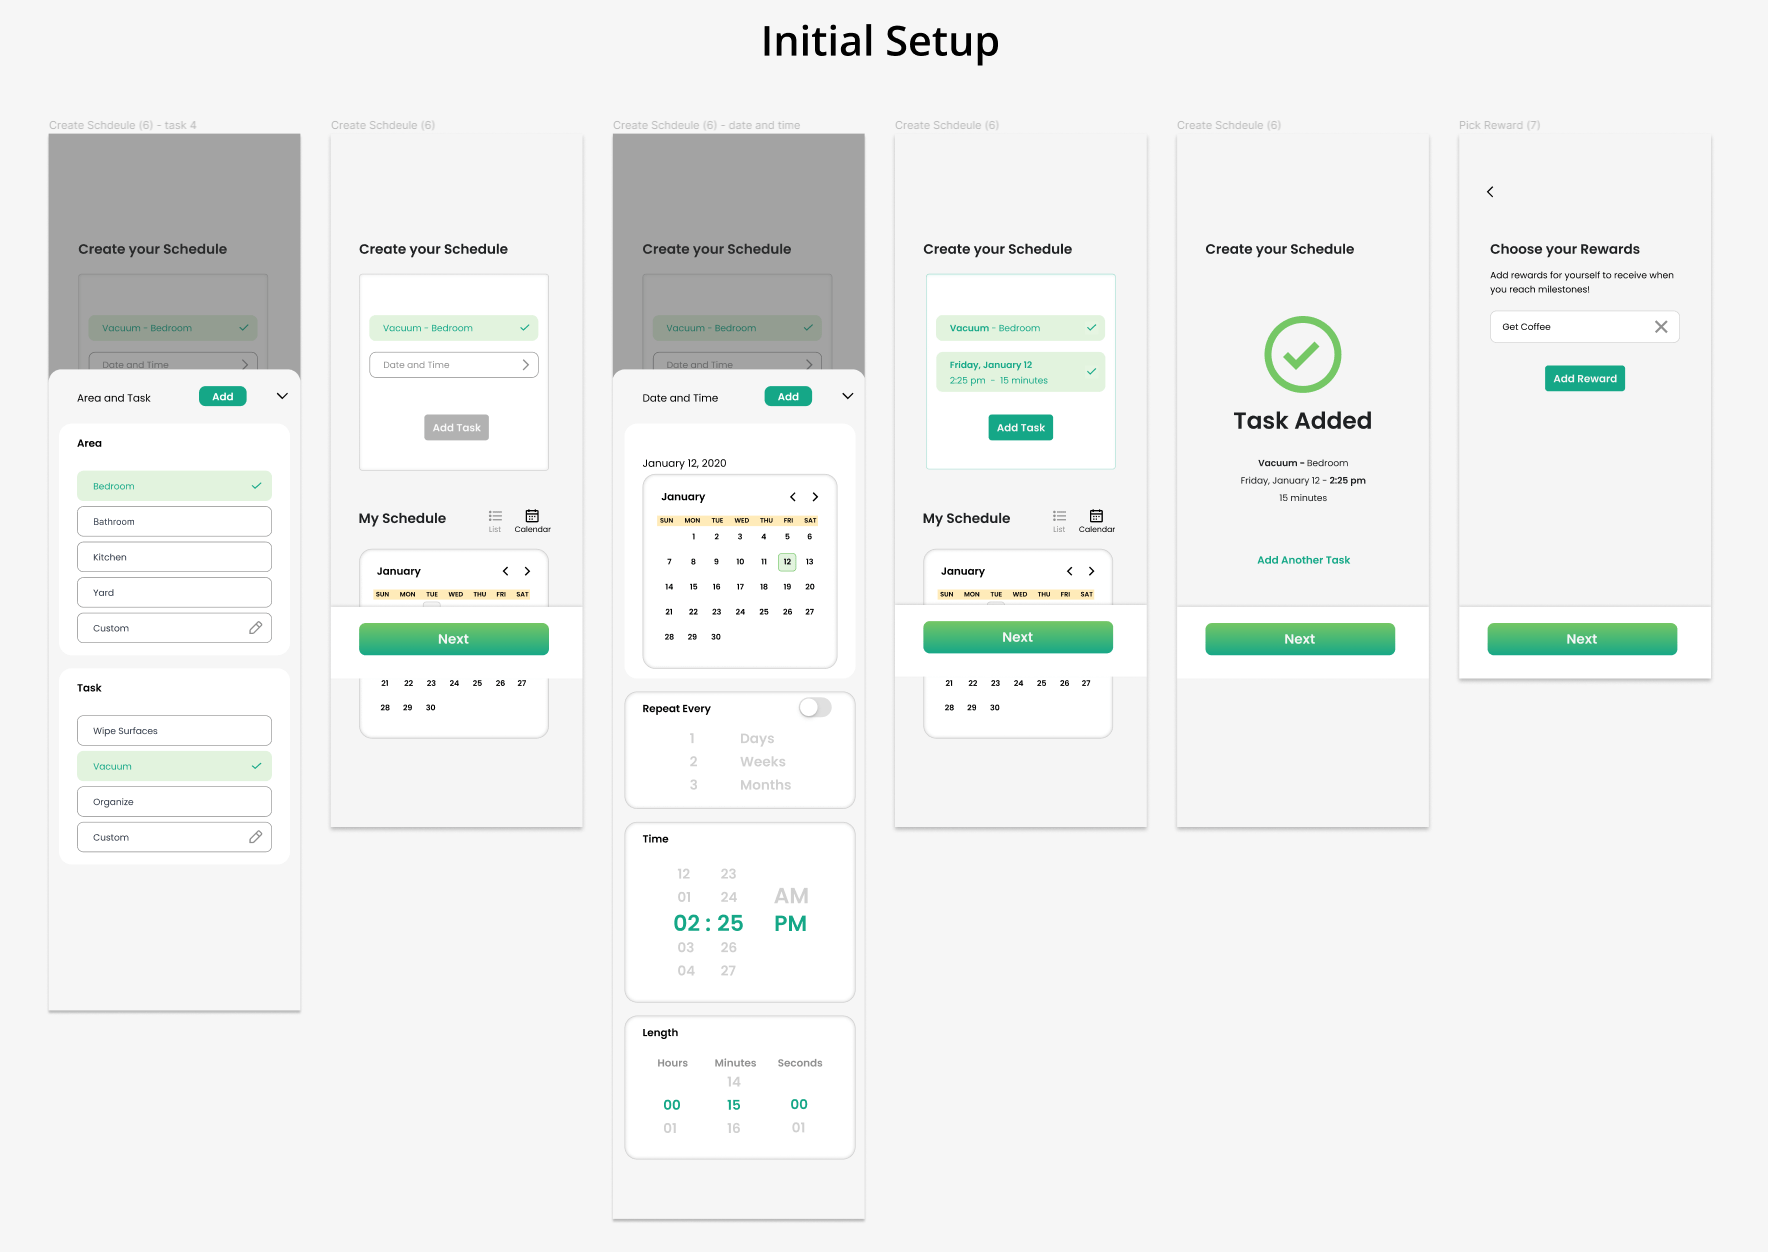 Initial Setup
Create Schdeule (6) - task 4
Create your Schedule
Vacuum - Bedroom
Date and Time
Area and Task
Add
Area
Bedroom
Bathroom
Kitchen
Yard
Custom
Task
Wipe Surfaces
Vacuum
Organize
Custom
Create Schdeule (6)
Create your Schedule
Vacuum - Bedroom
Date and Time
Add Task
My Schedule
List
Calendar
January
SUN MON TUE WED THU FRI SAT
Next
21 22 23 24 25 26 27
28 29 30
Create Schdeule (6) - date and time
Create your Schedule
Vacuum - Bedroom
Date and Time
Date and Time
Add
January 12, 2020
January
SUN MON TUE WED THU FRI SAT
1 2 3 4 5 6
7 8 9 10 11 12 13
14 15 16 17 18 19 20
21 22 23 24 25 26 27
28 29 30
Repeat Every
1 Days
2 Weeks
3 Months
Time
12 23
01 24 AM
02 : 25 PM
03 26
04 27
Length
Hours Minutes Seconds
14
00 15 00
01 16 01
Create Schdeule (6)
Create your Schedule
Vacuum - Bedroom
Friday, January 12
2:25 pm - 15 minutes
Add Task
My Schedule
List
Calendar
January
SUN MON TUE WED THU FRI SAT
Next
21 22 23 24 25 26 27
28 29 30
Create Schdeule (6)
Create your Schedule
Task Added
Vacuum - Bedroom
Friday, January 12 - 2:25 pm
15 minutes
Add Another Task
Next
Pick Reward (7)
Choose your Rewards
Add rewards for yourself to receive when
you reach milestones!
Get Coffee
Add Reward
Next